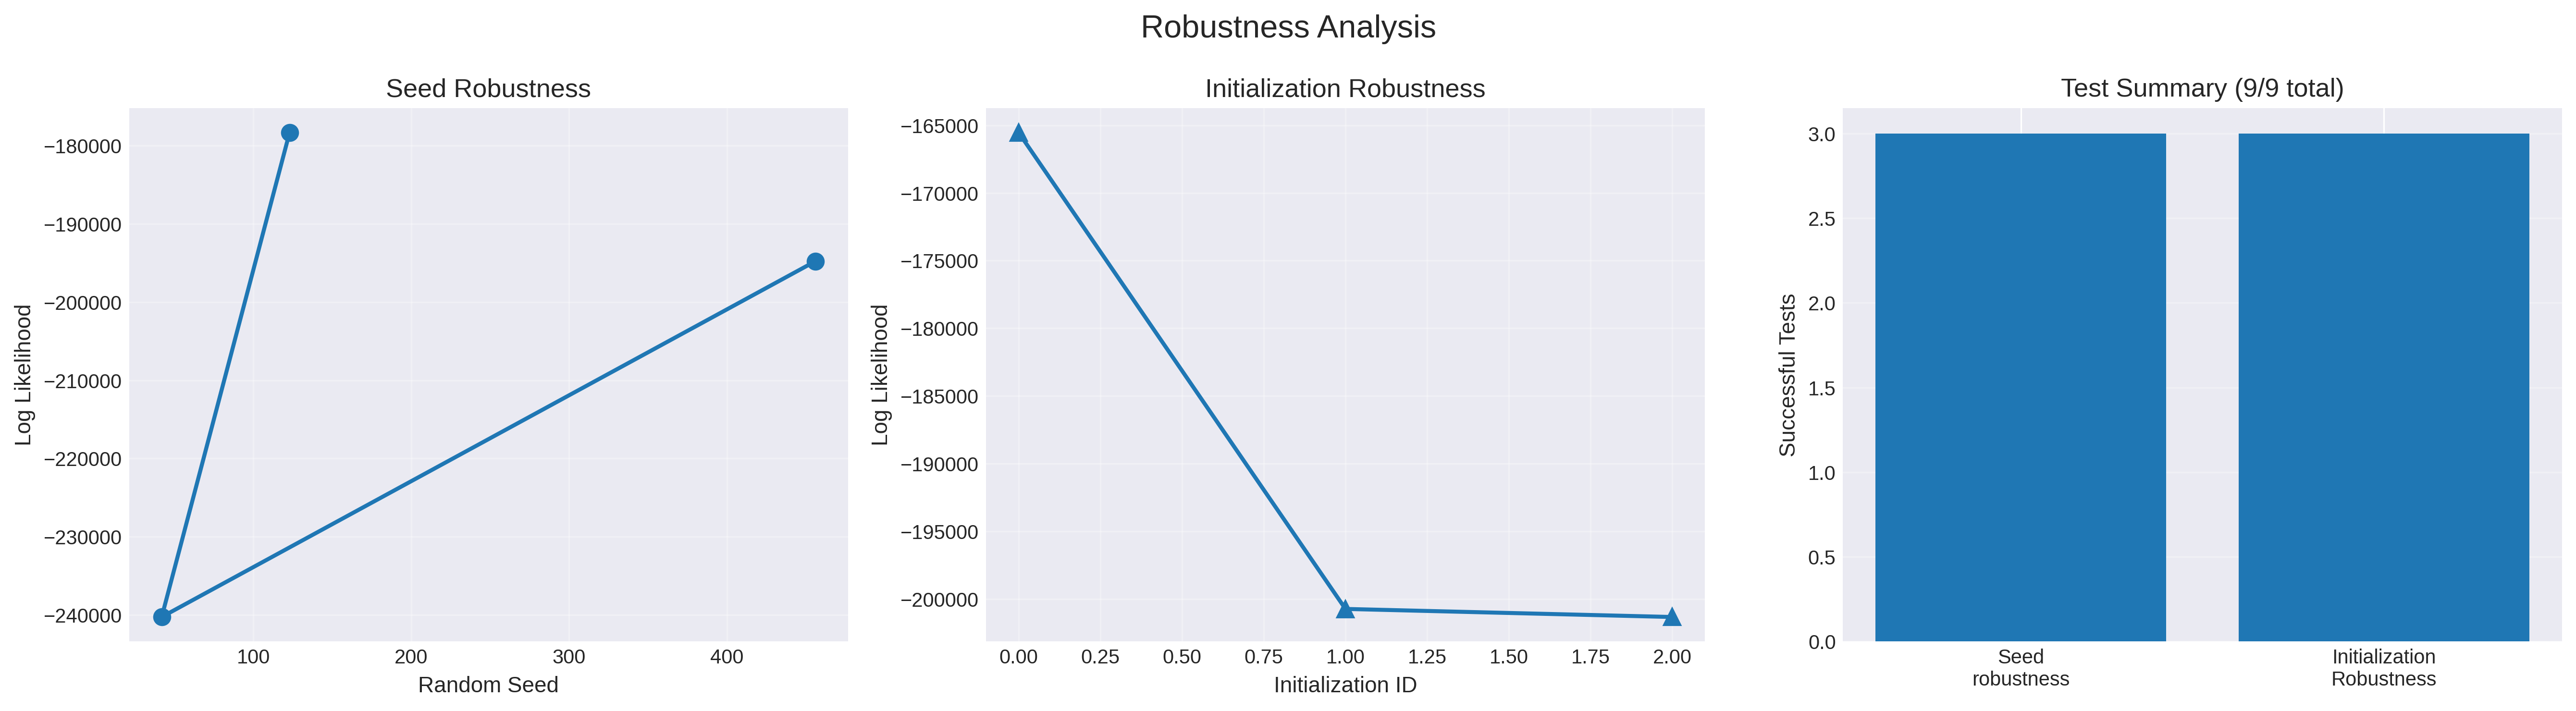 Robustness Analysis
Seed Robustness
Log Likelihood
−180000
−190000
−200000
−210000
−220000
−230000
−240000
100 200 300 400
Random Seed
Initialization Robustness
Log Likelihood
−165000
−170000
−175000
−180000
−185000
−190000
−195000
−200000
0.00 0.25 0.50 0.75 1.00 1.25 1.50 1.75 2.00
Initialization ID
Test Summary (9/9 total)
Successful Tests
3.0
2.5
2.0
1.5
1.0
0.5
0.0
Seed
robustness
Initialization
Robustness